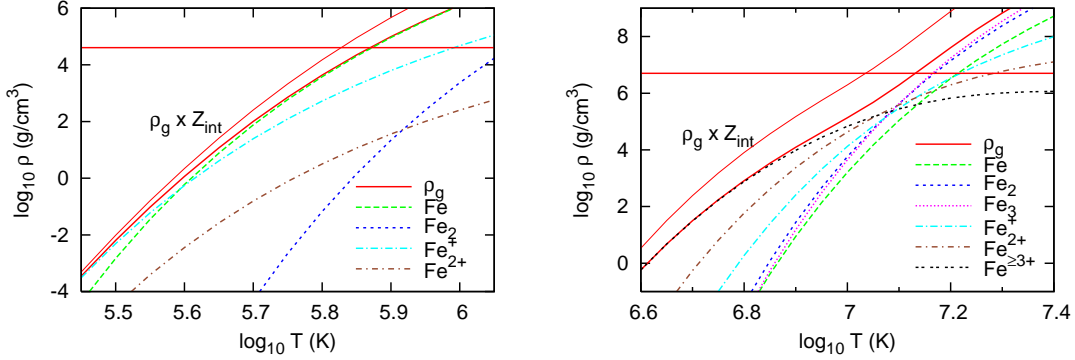 log₁₀ ρ (g/cm³)
6
4
2
0
-2
-4
ρg x Zint
ρg
Fe
Fe₂
Fe⁺
Fe²⁺
5.5 5.6 5.7 5.8 5.9 6
log₁₀ T (K)
log₁₀ ρ (g/cm³)
8
6
4
2
0
ρg x Zint
ρg
Fe
Fe₂
Fe₃
Fe⁺
Fe²⁺
Fe≥³⁺
6.6 6.8 7 7.2 7.4
log₁₀ T (K)